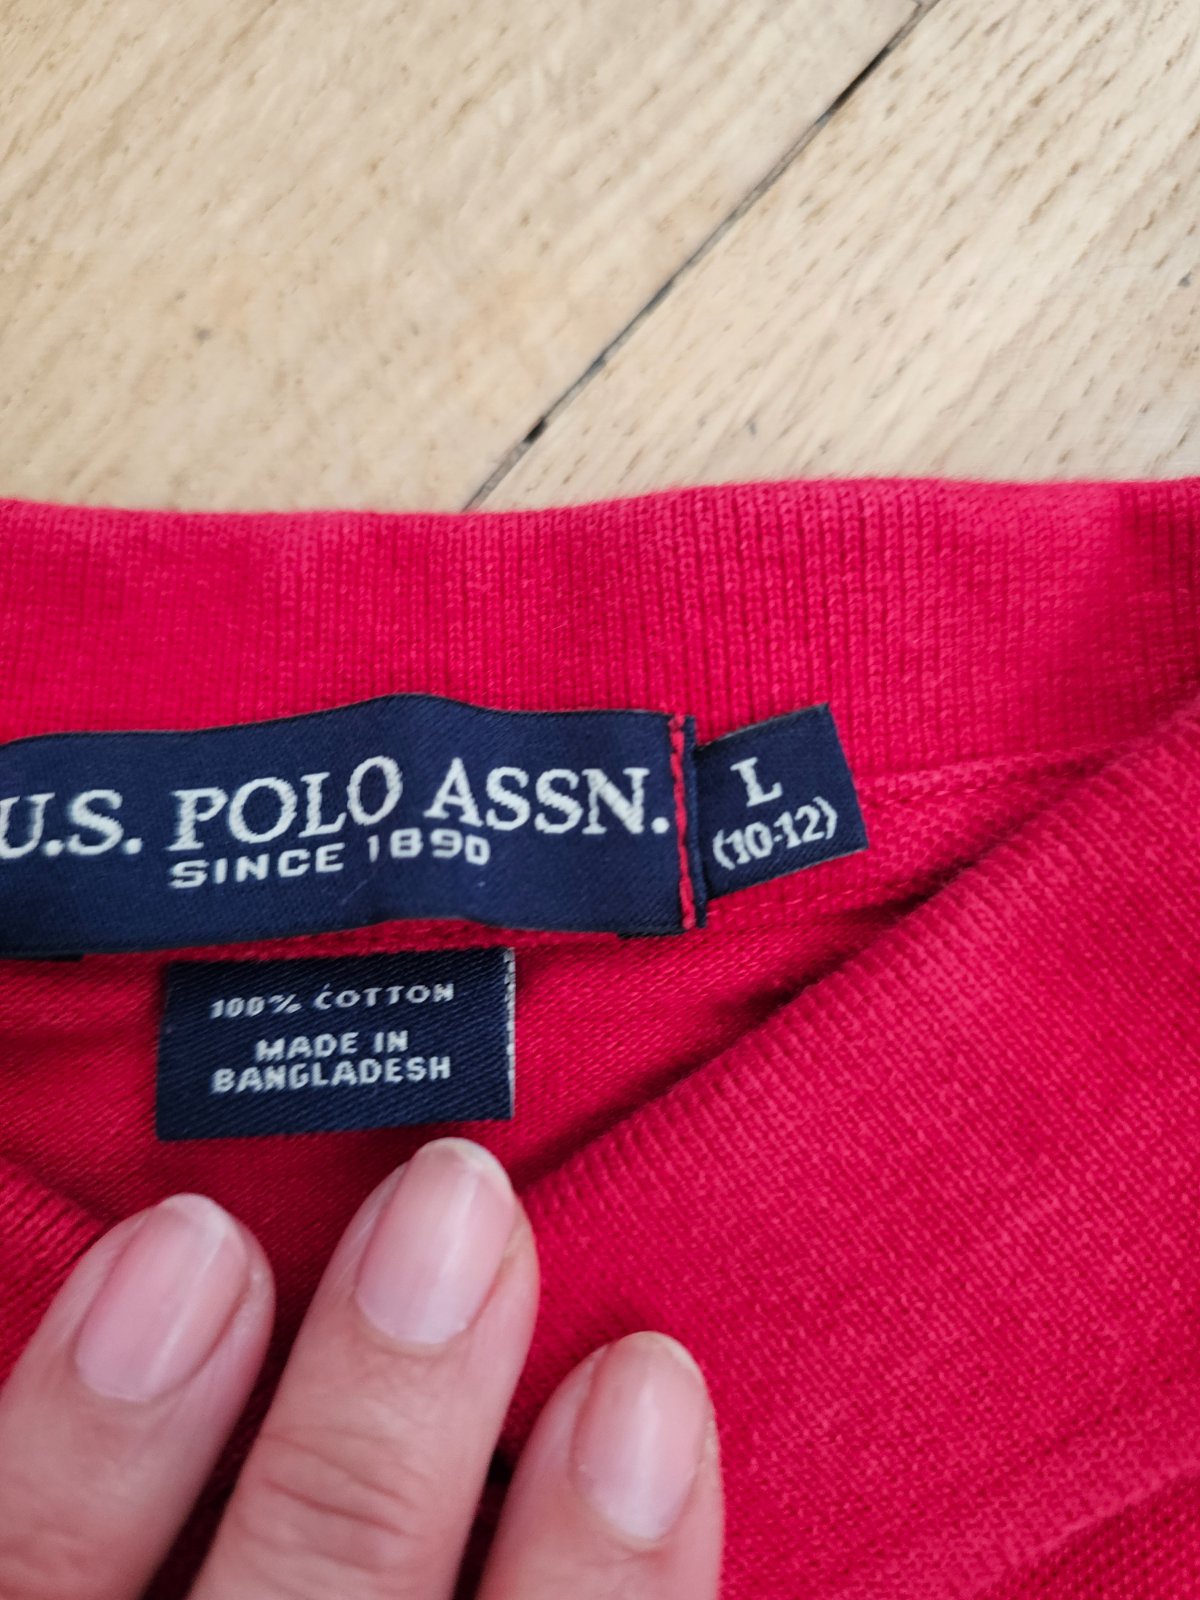 U.S. POLO ASSN.
SINCE 1890
L
(10-12)
100% COTTON
MADE IN
BANGLADESH